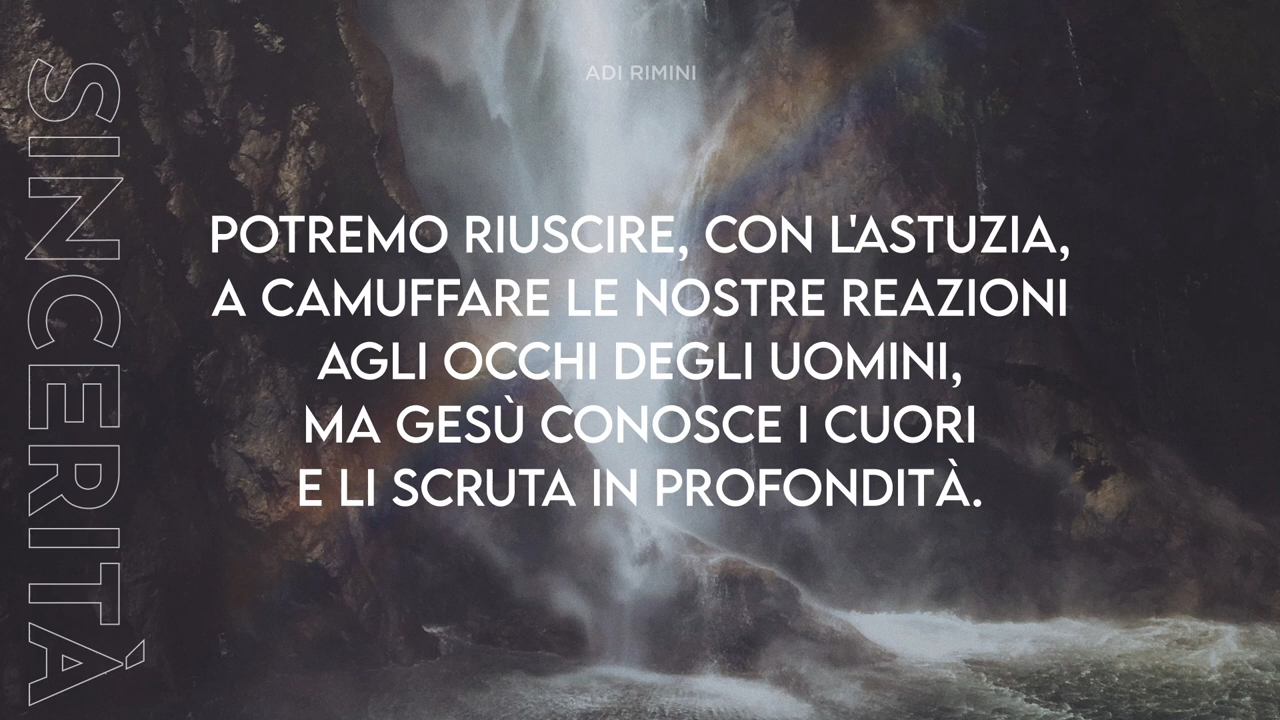 ADI RIMINI
SINCERITÀ
POTREMO RIUSCIRE, CON L'ASTUZIA,
A CAMUFFARE LE NOSTRE REAZIONI
AGLI OCCHI DEGLI UOMINI,
MA GESÙ CONOSCE I CUORI
E LI SCRUTA IN PROFONDITÀ.